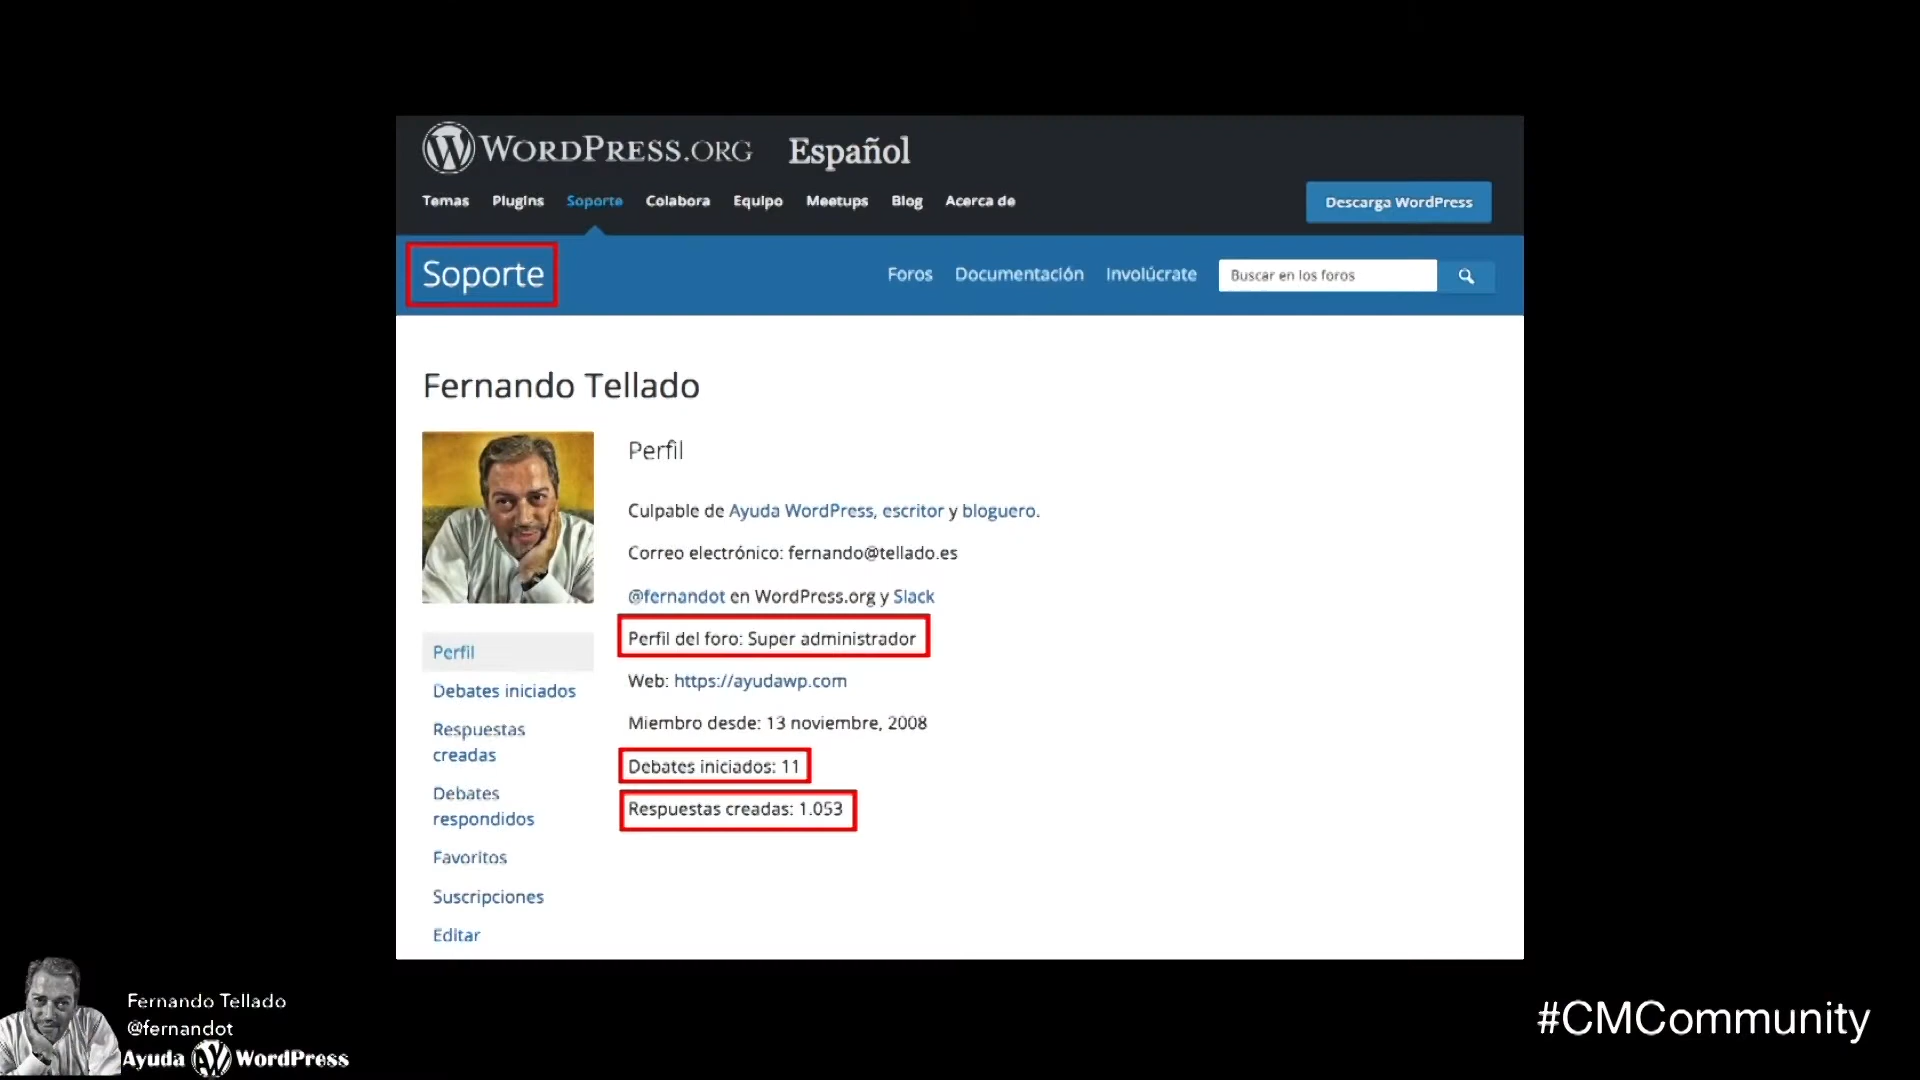 WORDPRESS.ORG Español
Temas Plugins Soporte Colabora Equipo Meetups Blog Acerca de
Descarga WordPress
Soporte
Foros Documentación Involúcrate Buscar en los foros
Fernando Tellado
Perfil
Culpable de Ayuda WordPress, escritor y bloguero.
Correo electrónico: fernando@tellado.es
@fernandot en WordPress.org y Slack
Perfil del foro: Super administrador
Web: https://ayudawp.com
Miembro desde: 13 noviembre, 2008
Debates iniciados: 11
Respuestas creadas: 1.053
Perfil
Debates iniciados
Respuestas
creadas
Debates
respondidos
Favoritos
Suscripciones
Editar
Fernando Tellado
@fernandot
Ayuda WordPress
#CMCommunity